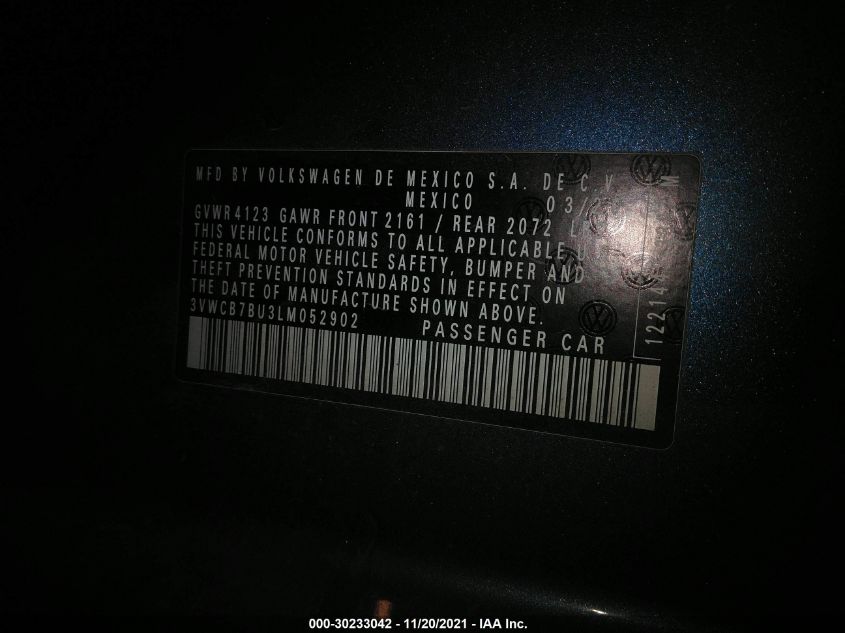 MFD BY VOLKSWAGEN DE MEXICO S.A. DE C.V
MEXICO 03/
GVWR 4123 GAWR FRONT 2161 / REAR 2072
THIS VEHICLE CONFORMS TO ALL APPLICABLE
FEDERAL MOTOR VEHICLE SAFETY, BUMPER AND
THEFT PREVENTION STANDARDS IN EFFECT ON
THE DATE OF MANUFACTURE SHOWN ABOVE.
3VWCB7BU3LM052902 PASSENGER CAR
12214
000-30233042 - 11/20/2021 - IAA Inc.